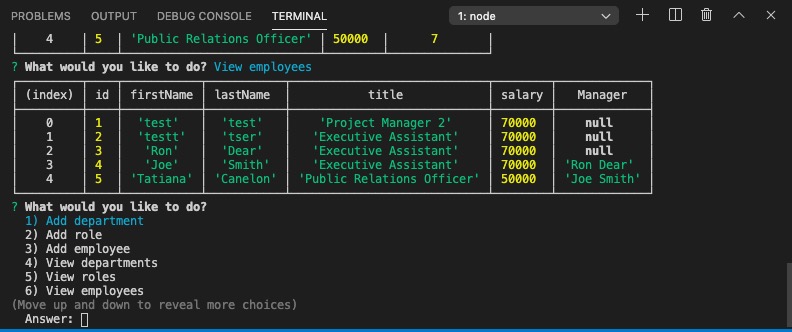 PROBLEMS OUTPUT DEBUG CONSOLE TERMINAL 1: node
4 5 'Public Relations Officer' 50000 7
? What would you like to do? View employees
(index) id firstName lastName title salary Manager
0 1 'test' 'test' 'Project Manager 2' 70000 null
1 2 'testt' 'tser' 'Executive Assistant' 70000 null
2 3 'Ron' 'Dear' 'Executive Assistant' 70000 null
3 4 'Joe' 'Smith' 'Executive Assistant' 70000 'Ron Dear'
4 5 'Tatiana' 'Canelon' 'Public Relations Officer' 50000 'Joe Smith'
? What would you like to do?
1) Add department
2) Add role
3) Add employee
4) View departments
5) View roles
6) View employees
(Move up and down to reveal more choices)
Answer: